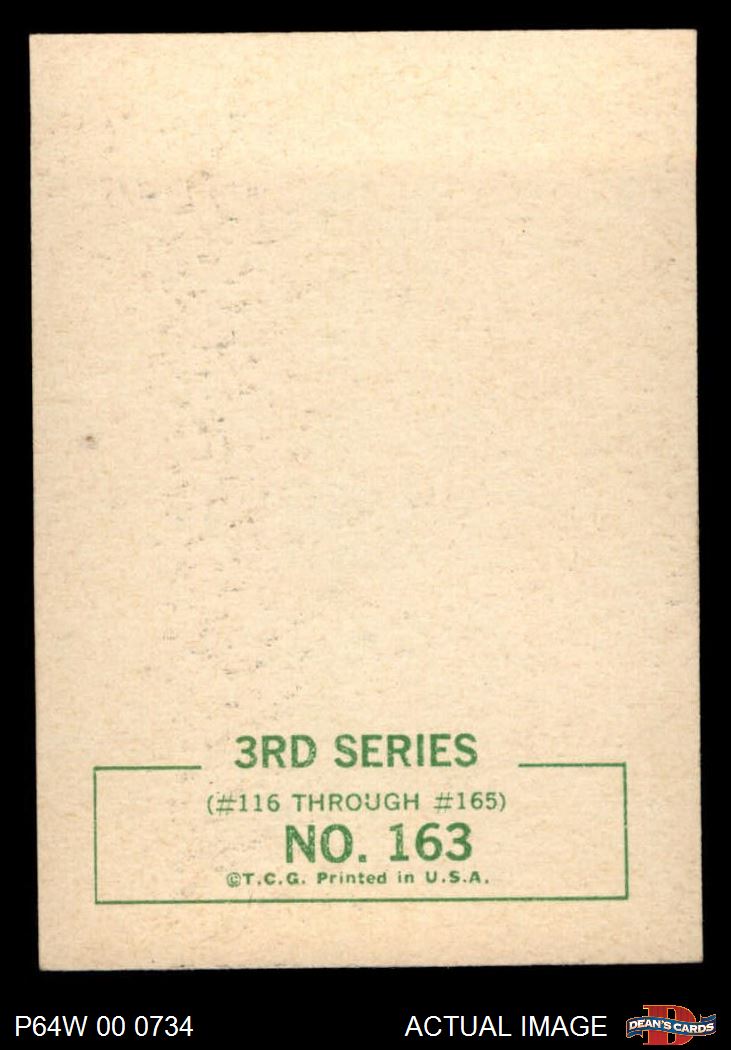 3RD SERIES
(#116 THROUGH #165)
NO. 163
©T.C.G. Printed in U.S.A.
P64W 00 0734
ACTUAL IMAGE
DEAN'S CARDS